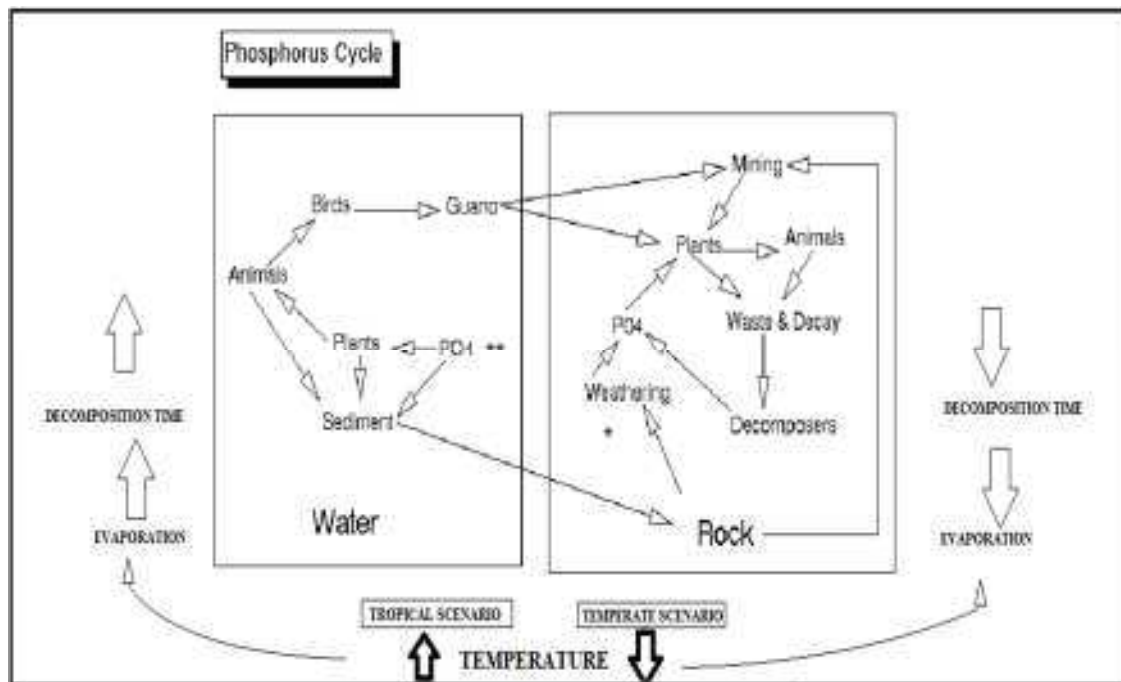 Phosphorus Cycle
Mining
Birds
Guano
Plants
Animals
Animals
PO4
Waste & Decay
Plants
PO4 **
Weathering
Sediment
Decomposers
*
DECOMPOSITION TIME
DECOMPOSITION TIME
Water
Rock
EVAPORATION
EVAPORATION
TROPICAL SCENARIO
TEMPERATE SCENARIO
TEMPERATURE